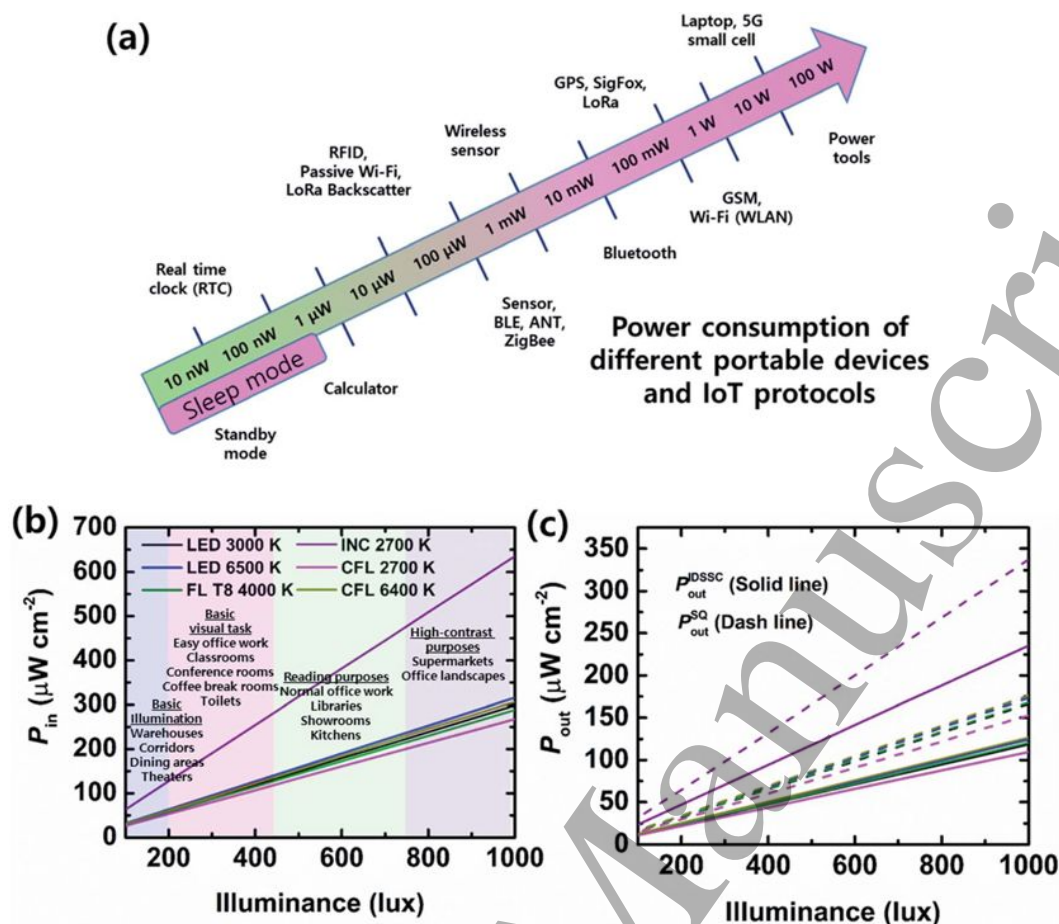 (a)
Laptop, 5G
small cell
GPS, SigFox,
LoRa
Wireless
sensor
RFID,
Passive Wi-Fi,
LoRa Backscatter
Real time
clock (RTC)
10 nW 100 nW 1 μW 10 μW 100 μW 1 mW 10 mW 100 mW 1 W 10 W 100 W
Sleep mode
Standby
mode
Calculator
Sensor,
BLE, ANT,
ZigBee
Bluetooth
GSM,
Wi-Fi (WLAN)
Power
tools
Power consumption of
different portable devices
and IoT protocols
(b)
700
600
500
400
300
200
100
0
P_in (μW cm⁻²)
LED 3000 K INC 2700 K
LED 6500 K CFL 2700 K
FL T8 4000 K CFL 6400 K
Basic
Illumination
Warehouses
Corridors
Dining areas
Theaters
Basic
visual task
Easy office work
Classrooms
Conference rooms
Coffee break rooms
Toilets
Reading purposes
Normal office work
Libraries
Showrooms
Kitchens
High-contrast
purposes
Supermarkets
Office landscapes
200 400 600 800 1000
Illuminance (lux)
(c)
350
300
250
200
150
100
50
0
P_out (μW cm⁻²)
P_out^IDSSC (Solid line)
P_out^SQ (Dash line)
200 400 600 800 1000
Illuminance (lux)
Manuscri